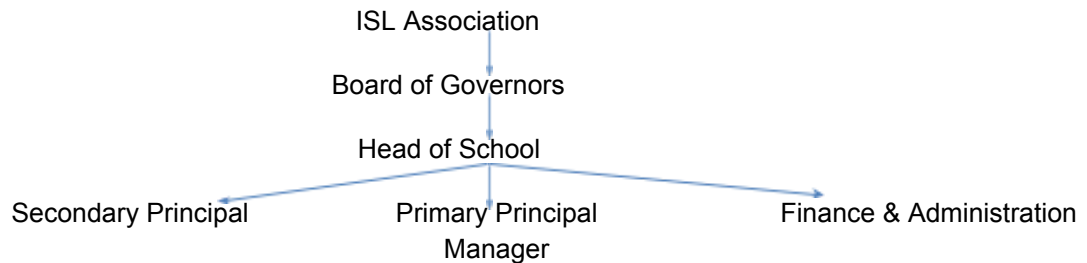 ISL Association
Board of Governors
Head of School
Secondary Principal Primary Principal Finance & Administration
Manager